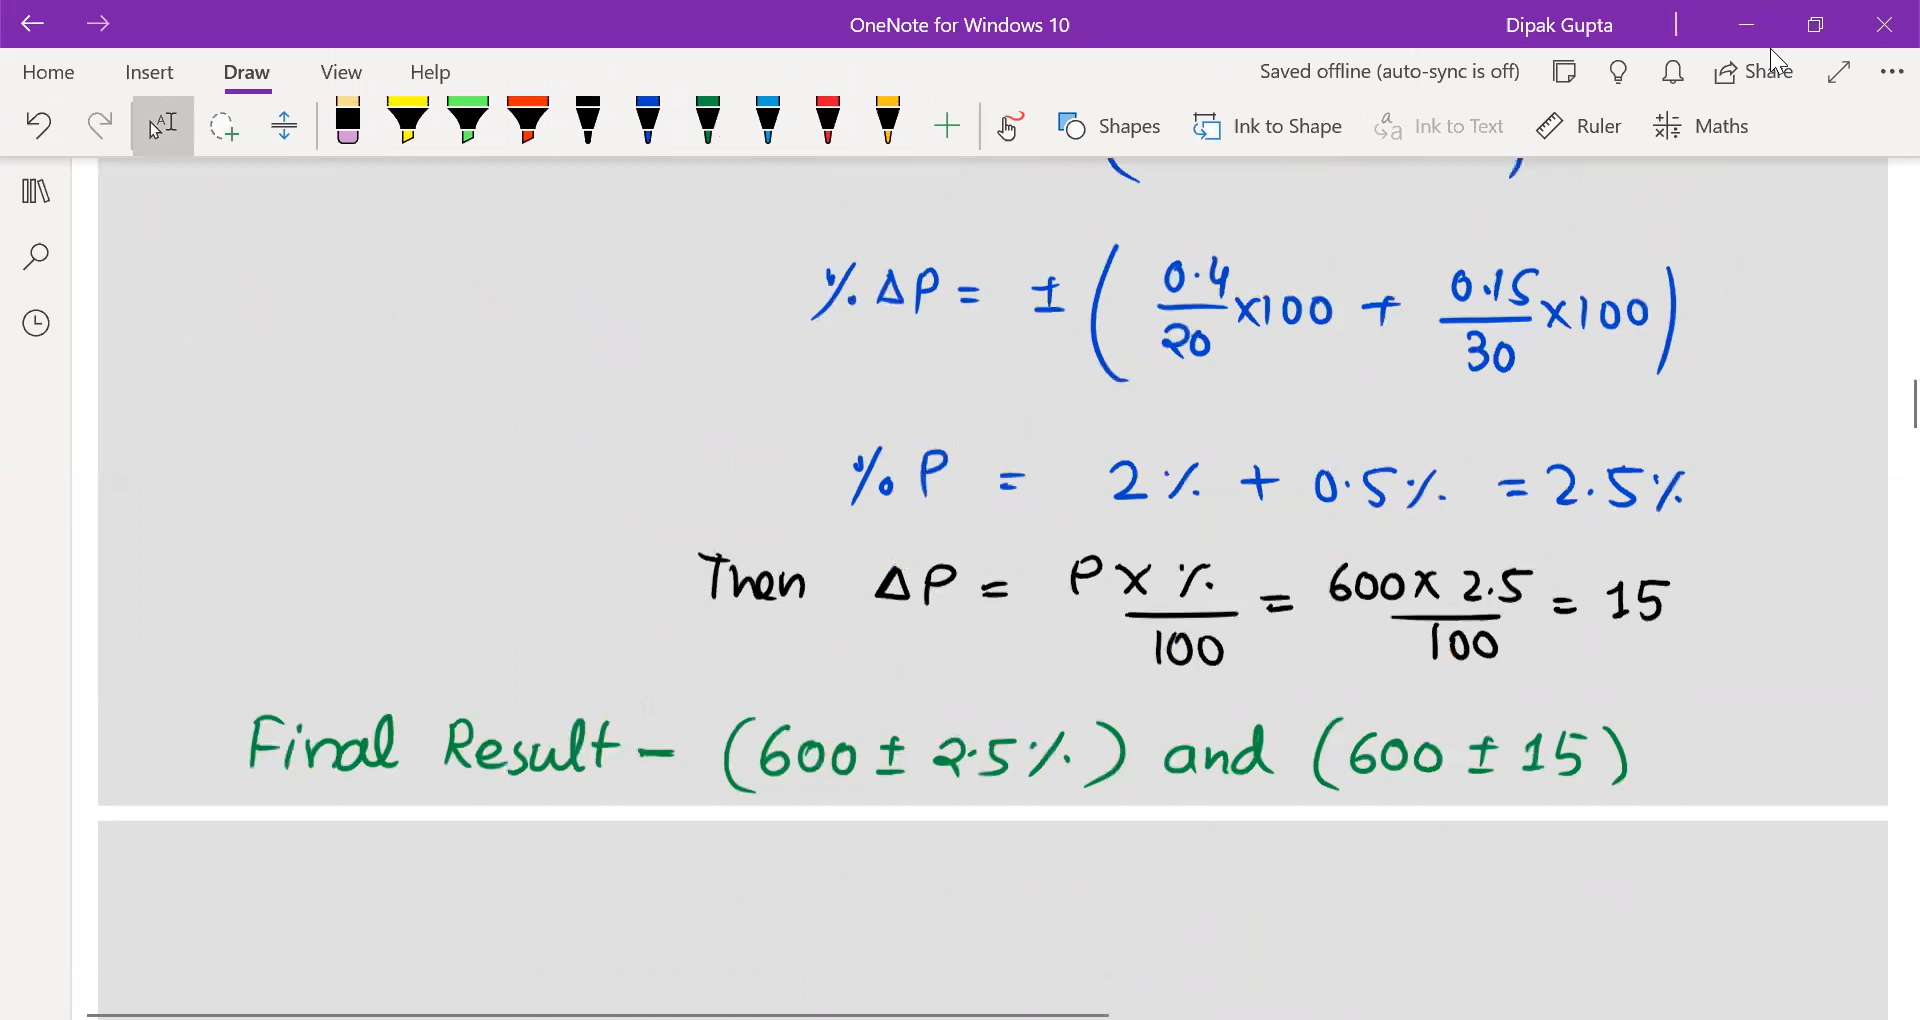 OneNote for Windows 10
Dipak Gupta
Home Insert Draw View Help
Saved offline (auto-sync is off)
Share
Shapes
Ink to Shape
Ink to Text
Ruler
Maths
% ΔP = ± ( 0.4/20 x100 + 0.15/30 x100 )
% P = 2% + 0.5% = 2.5%
Then ΔP = P x %/100 = 600 x 2.5/100 = 15
Final Result - (600 ± 2.5%) and (600 ± 15)